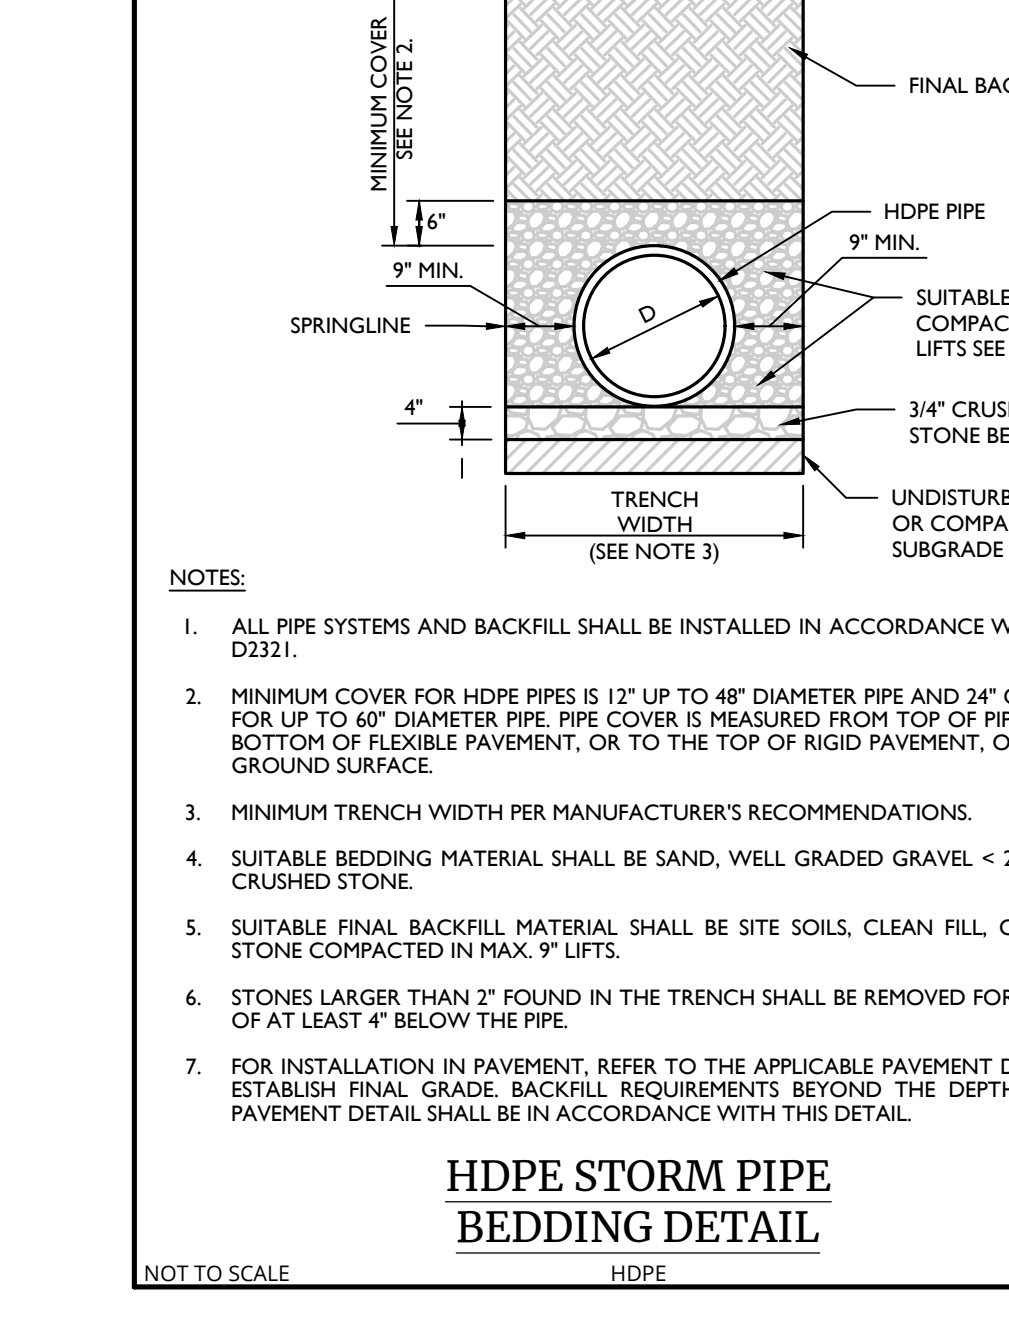 MINIMUM COVER
SEE NOTE 2.
FINAL
6"
HDPE PIPE
9" MIN.
9" MIN.
SUITABLE
SPRINGLINE
D
LIFTS SEE
4"
3/4"
STONE
TRENCH
WIDTH
(SEE NOTE 3)
OR
SUBGRADE
NOTES:
1. ALL PIPE SYSTEMS AND BACKFILL SHALL BE INSTALLED IN ACCORDANCE
D2321.
2. MINIMUM COVER FOR HDPE PIPES IS 12" UP TO 48" DIAMETER PIPE AND 24"
FOR UP TO 60" DIAMETER PIPE. PIPE COVER IS MEASURED FROM TOP OF
BOTTOM OF FLEXIBLE PAVEMENT, OR TO THE TOP OF RIGID PAVEMENT,
GROUND SURFACE.
3. MINIMUM TRENCH WIDTH PER MANUFACTURER'S RECOMMENDATIONS.
4. SUITABLE BEDDING MATERIAL SHALL BE SAND, WELL GRADED GRAVEL <
CRUSHED STONE.
5. SUITABLE FINAL BACKFILL MATERIAL SHALL BE SITE SOILS, CLEAN FILL,
STONE COMPACTED IN MAX. 9" LIFTS.
6. STONES LARGER THAN 2" FOUND IN THE TRENCH SHALL BE REMOVED FOR
OF AT LEAST 4" BELOW THE PIPE.
7. FOR INSTALLATION IN PAVEMENT, REFER TO THE APPLICABLE PAVEMENT
ESTABLISH FINAL GRADE. BACKFILL REQUIREMENTS BEYOND THE DEPTH
PAVEMENT DETAIL SHALL BE IN ACCORDANCE WITH THIS DETAIL.
HDPE STORM PIPE
BEDDING DETAIL
NOT TO SCALE
HDPE